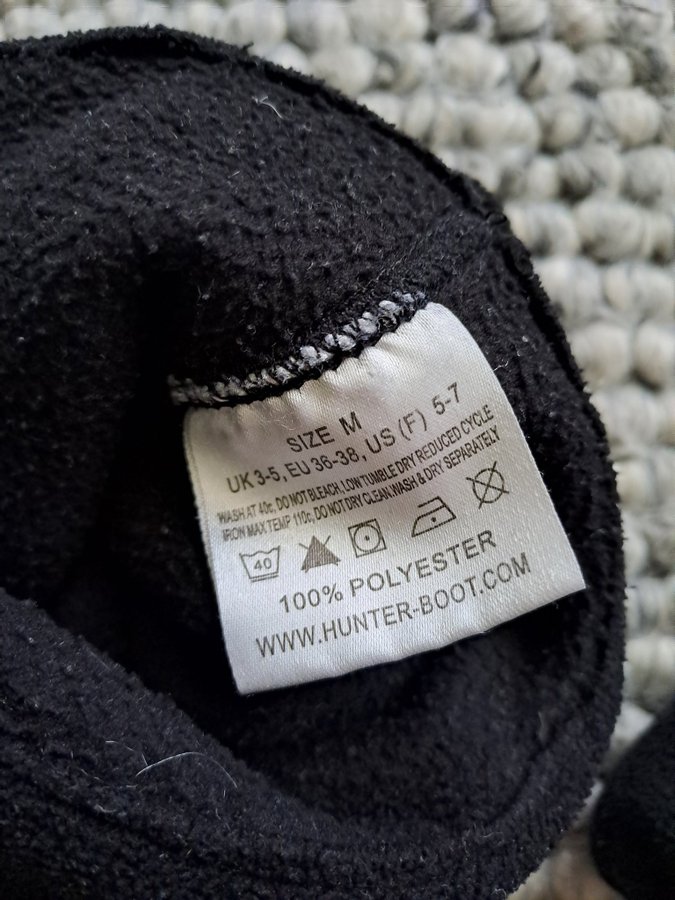 SIZE M
UK 3-5, EU 36-38, US (F) 5-7
WASH AT 40c, DO NOT BLEACH, LOW TUMBLE DRY REDUCED CYCLE
IRON MAX TEMP 110c, DO NOT DRY CLEAN WASH & DRY SEPARATELY
40
100% POLYESTER
WWW.HUNTER-BOOT.COM